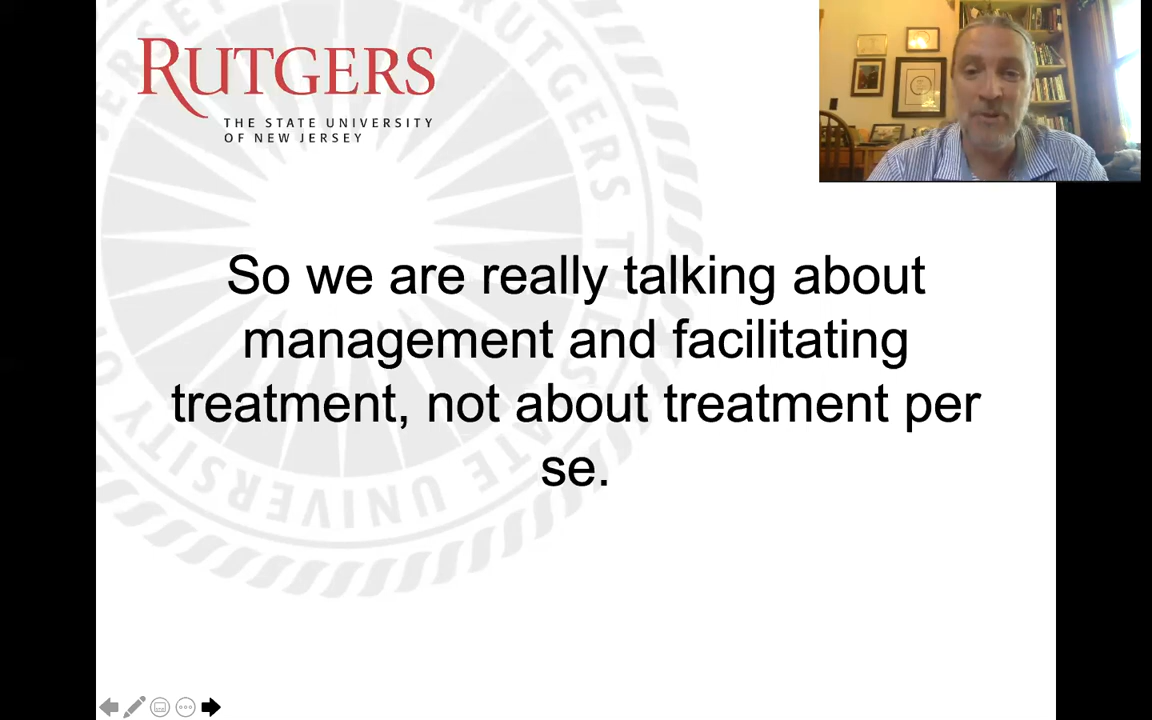 RUTGERS
THE STATE UNIVERSITY
OF NEW JERSEY
So we are really talking about
management and facilitating
treatment, not about treatment per
se.